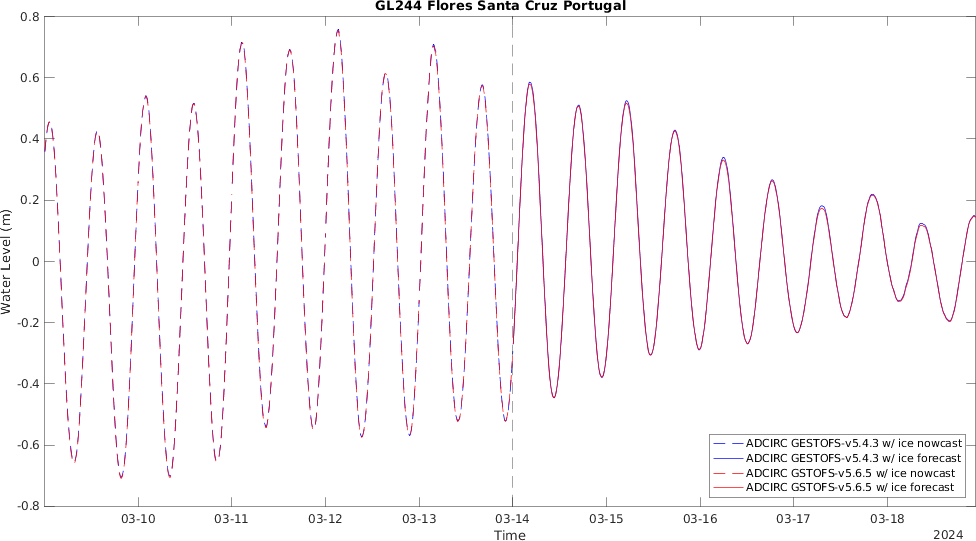 GL244 Flores Santa Cruz Portugal
0.8
0.6
0.4
0.2
0
-0.2
-0.4
-0.6
-0.8
Water Level (m)
03-10 03-11 03-12 03-13 03-14 03-15 03-16 03-17 03-18
Time
2024
ADCIRC GESTOFS-v5.4.3 w/ ice nowcast
ADCIRC GESTOFS-v5.4.3 w/ ice forecast
ADCIRC GSTOFS-v5.6.5 w/ ice nowcast
ADCIRC GSTOFS-v5.6.5 w/ ice forecast